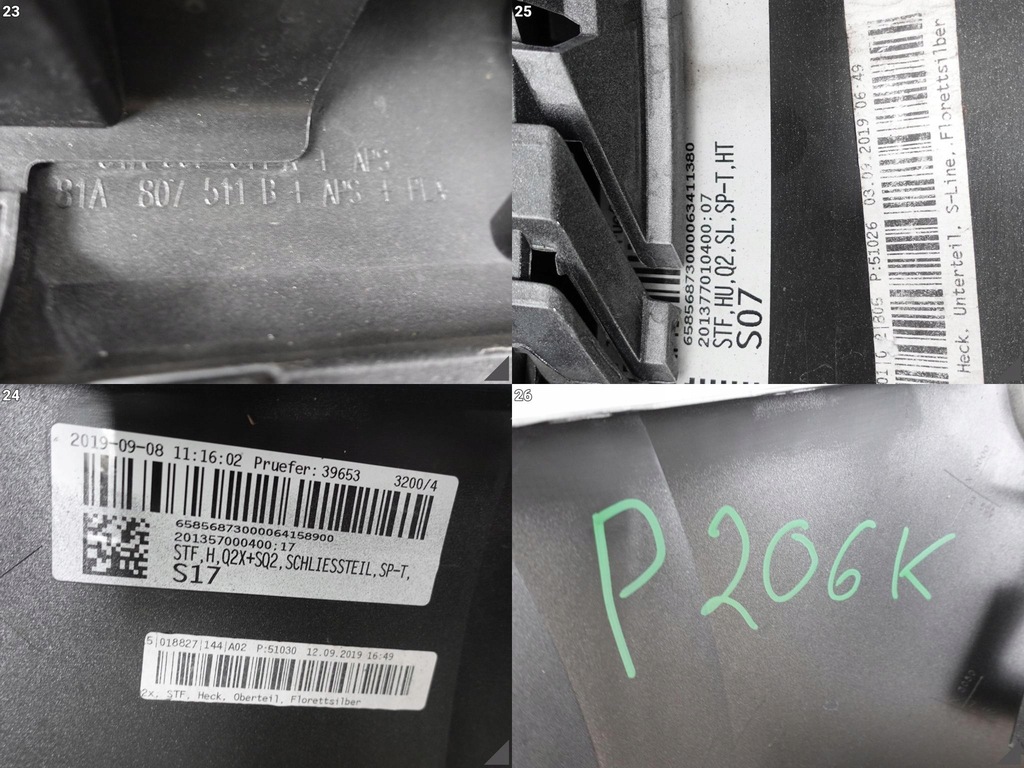 23
81A 807 511 B + APS + FLA
25
658568730000063411380
201377010400:07
STF,HU,Q2,SL,SP-T,HT
S07
P:51026 03.09.2019 06:49
Heck, Unterteil, S-Line, Florettsilber
24
2019-09-08 11:16:02 Pruefer:39653 3200/4
65856873000064158900
201357000400:17
STF,H,Q2X+SQ2,SCHLIESSTEIL,SP-T,
S17
5|018827|144|A02 P:51030 12.09.2019 16:49
2x, STF, Heck, Oberteil, Florettsilber
26
P206K